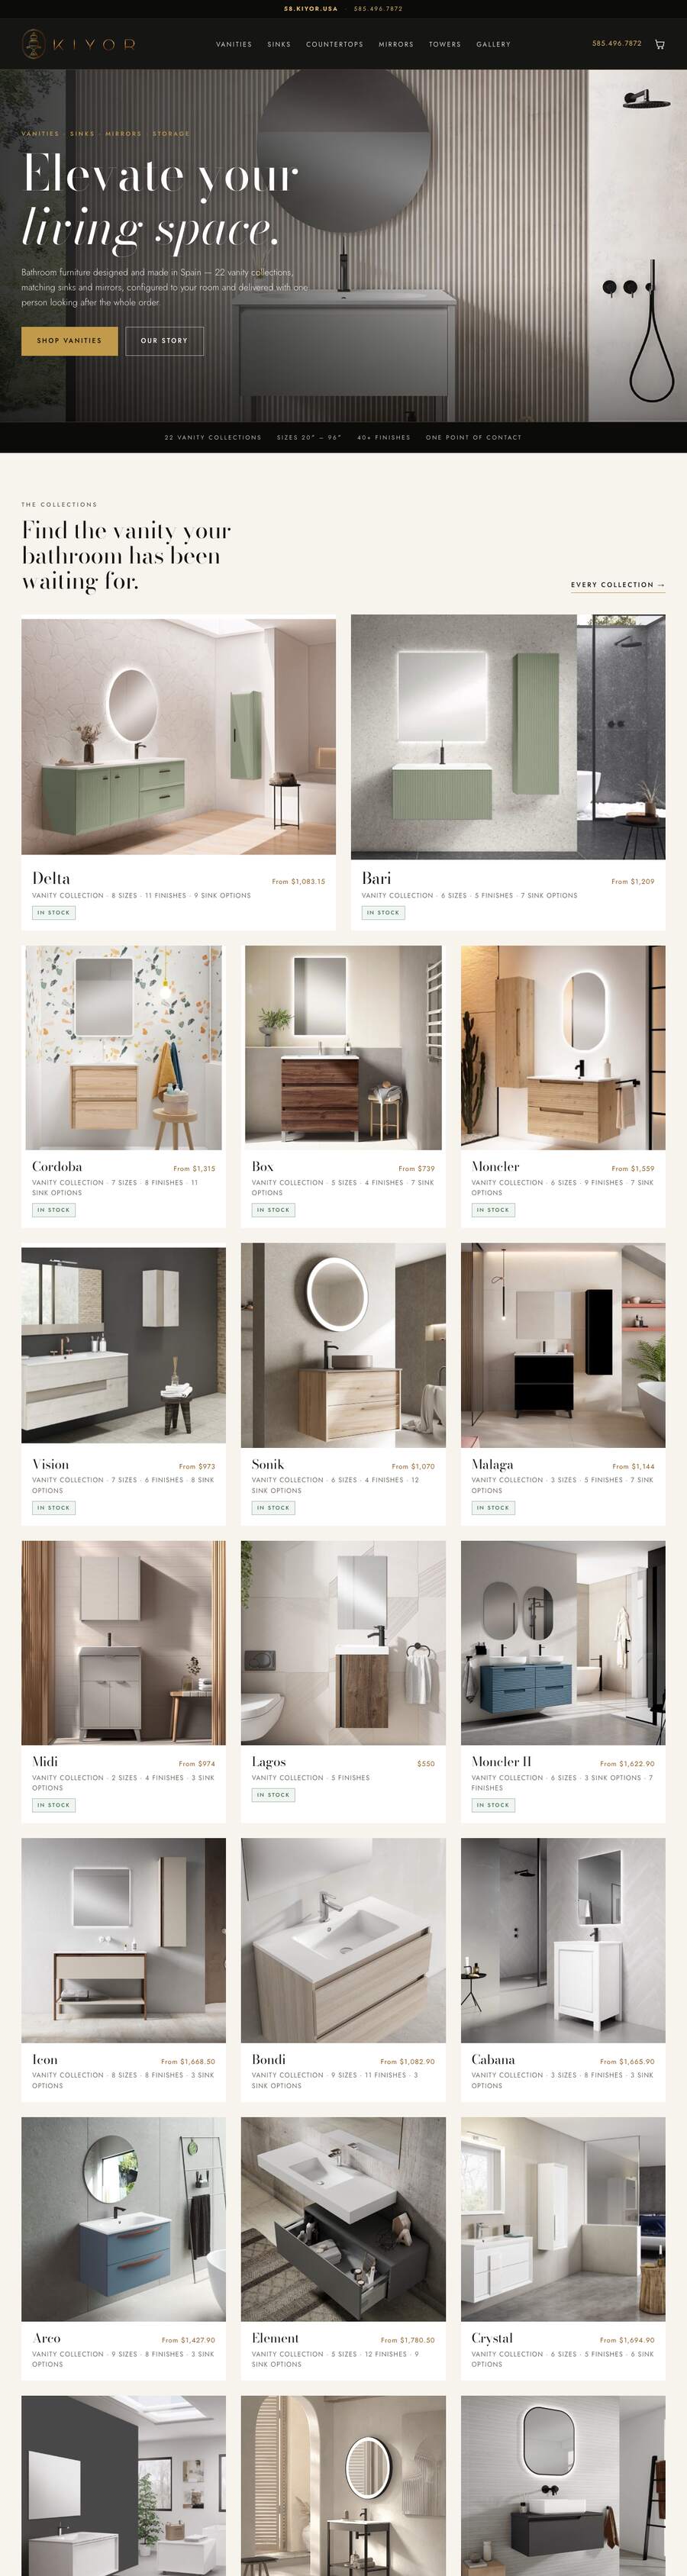 58.KIYOR.USA · 585.496.7872
KIYOR
VANITIES SINKS COUNTERTOPS MIRRORS TOWERS GALLERY
585.496.7872
VANITIES · SINKS · MIRRORS · STORAGE
Elevate your
living space.
Bathroom furniture designed and made in Spain — 22 vanity collections,
matching sinks and mirrors, configured to your room and delivered with one
person looking after the whole order.
SHOP VANITIES
OUR STORY
22 VANITY COLLECTIONS SIZES 20″ – 96″ 40+ FINISHES ONE POINT OF CONTACT
THE COLLECTIONS
Find the vanity your
bathroom has been
waiting for.
EVERY COLLECTION →
Delta From $1,083.15
VANITY COLLECTION · 8 SIZES · 11 FINISHES · 9 SINK OPTIONS
IN STOCK
Bari From $1,209
VANITY COLLECTION · 6 SIZES · 5 FINISHES · 7 SINK OPTIONS
IN STOCK
Cordoba From $1,315
VANITY COLLECTION · 7 SIZES · 8 FINISHES · 11
SINK OPTIONS
IN STOCK
Box From $739
VANITY COLLECTION · 5 SIZES · 4 FINISHES · 7 SINK
OPTIONS
IN STOCK
Moncler From $1,559
VANITY COLLECTION · 6 SIZES · 9 FINISHES · 7 SINK
OPTIONS
IN STOCK
Vision From $973
VANITY COLLECTION · 7 SIZES · 6 FINISHES · 8 SINK
OPTIONS
IN STOCK
Sonik From $1,070
VANITY COLLECTION · 6 SIZES · 4 FINISHES · 12
SINK OPTIONS
IN STOCK
Malaga From $1,144
VANITY COLLECTION · 3 SIZES · 5 FINISHES · 7 SINK
OPTIONS
IN STOCK
Midi From $974
VANITY COLLECTION · 2 SIZES · 4 FINISHES · 3 SINK
OPTIONS
IN STOCK
Lagos $550
VANITY COLLECTION · 5 FINISHES
IN STOCK
Moncler II From $1,622.90
VANITY COLLECTION · 6 SIZES · 3 SINK OPTIONS · 7
FINISHES
IN STOCK
Icon From $1,668.50
VANITY COLLECTION · 8 SIZES · 8 FINISHES · 3 SINK
OPTIONS
Bondi From $1,082.90
VANITY COLLECTION · 9 SIZES · 11 FINISHES · 3
SINK OPTIONS
Cabana From $1,665.90
VANITY COLLECTION · 3 SIZES · 8 FINISHES · 3 SINK
OPTIONS
Arco From $1,427.90
VANITY COLLECTION · 9 SIZES · 8 FINISHES · 3 SINK
OPTIONS
Element From $1,780.50
VANITY COLLECTION · 5 SIZES · 12 FINISHES · 9
SINK OPTIONS
Crystal From $1,694.90
VANITY COLLECTION · 6 SIZES · 5 FINISHES · 6 SINK
OPTIONS